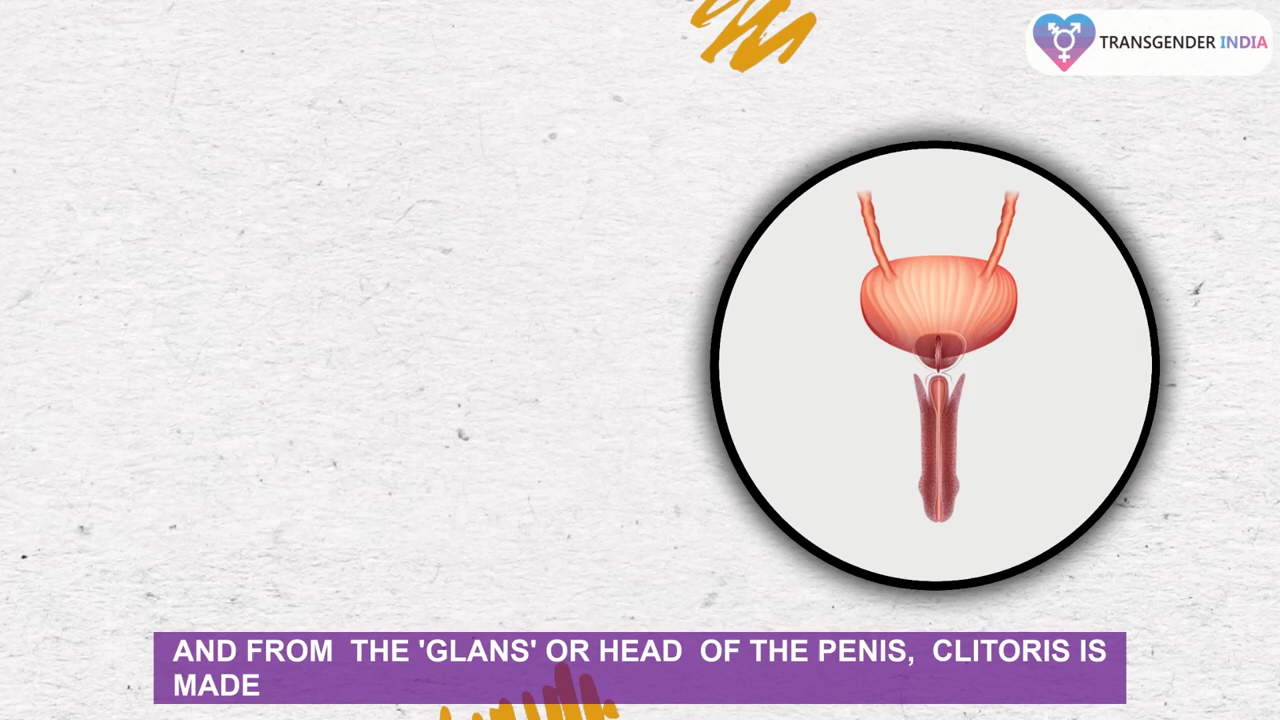 TRANSGENDER INDIA
AND FROM THE 'GLANS' OR HEAD OF THE PENIS, CLITORIS IS
MADE